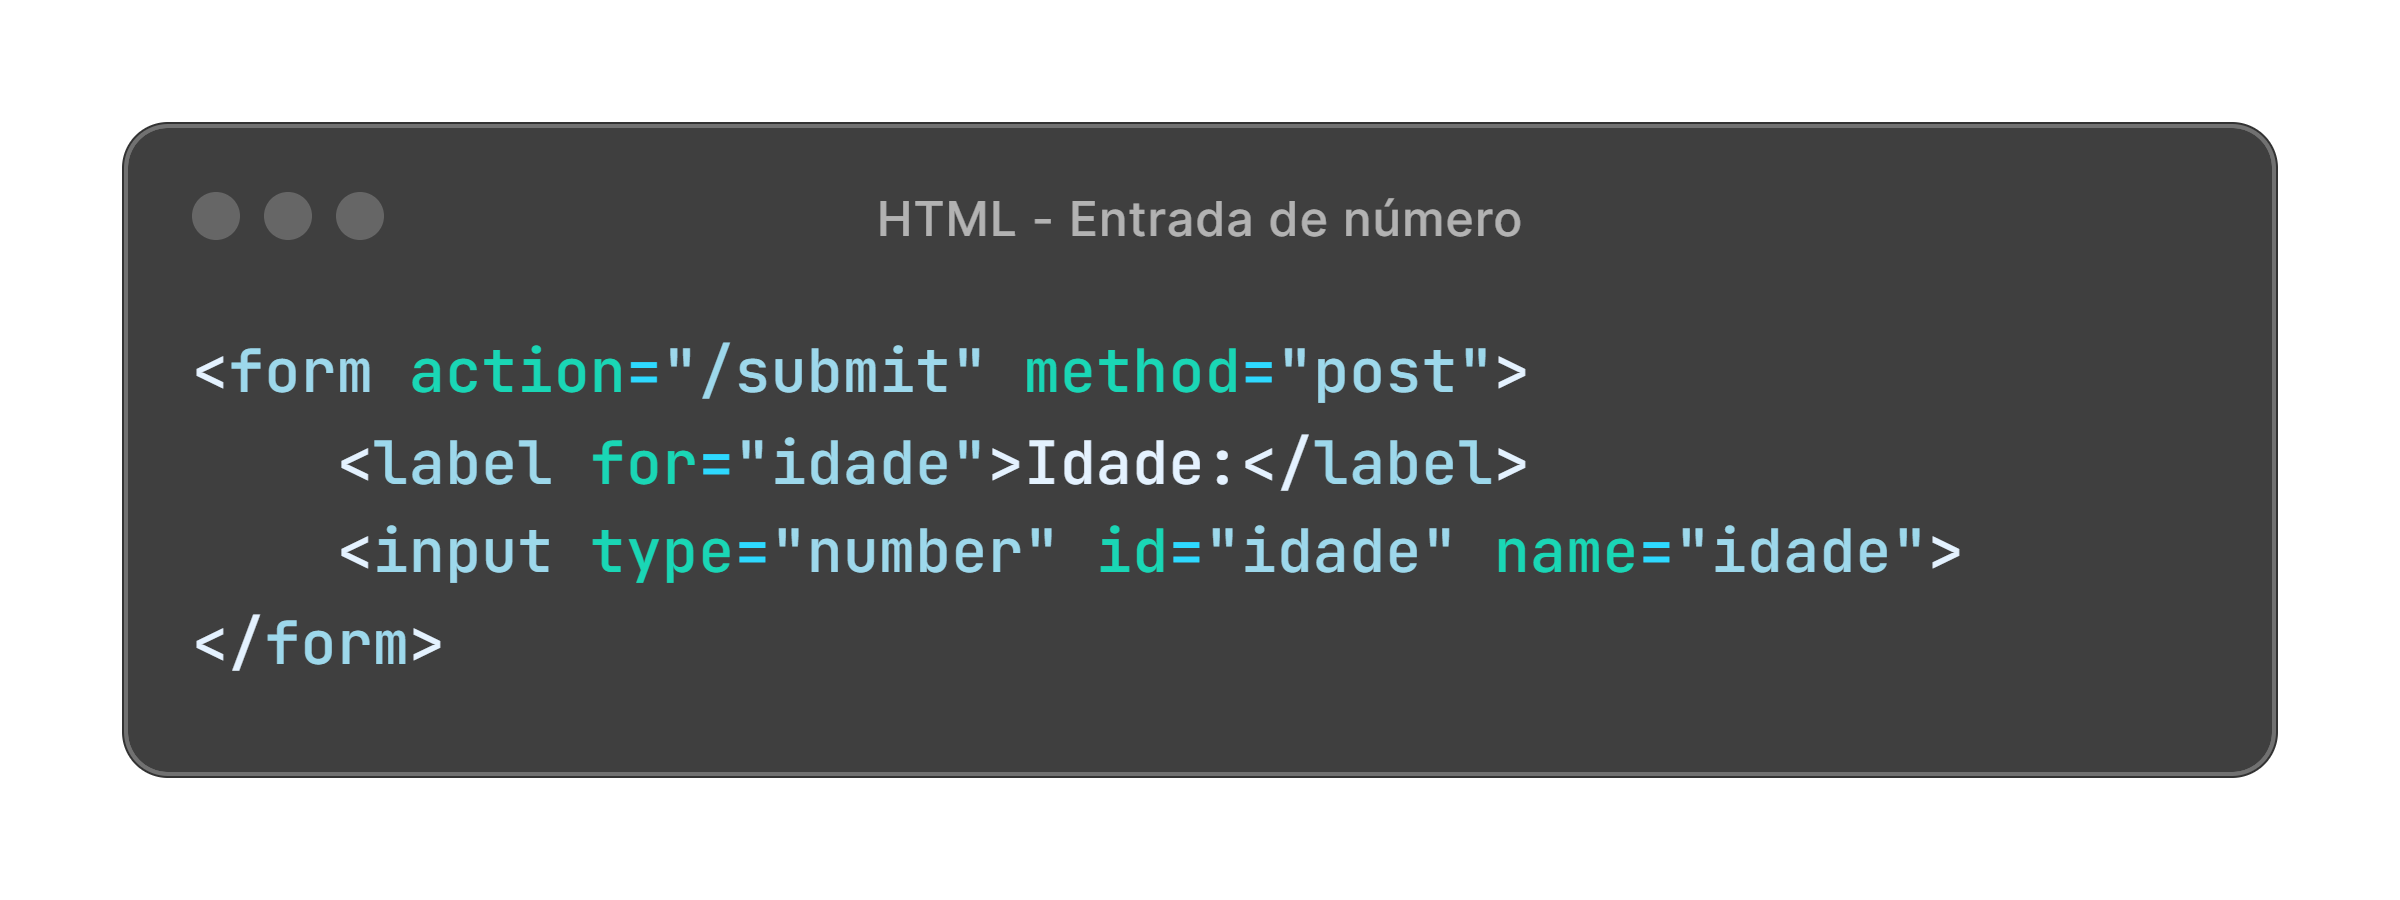 HTML - Entrada de número
<form action="/submit" method="post">
    <label for="idade">Idade:</label>
    <input type="number" id="idade" name="idade">
</form>